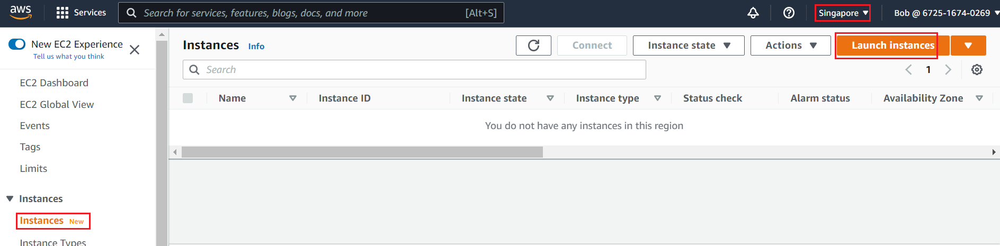 aws
Services
Search for services, features, blogs, docs, and more
[Alt+S]
Singapore
Bob @ 6725-1674-0269
New EC2 Experience
Tell us what you think
EC2 Dashboard
EC2 Global View
Events
Tags
Limits
Instances
Instances New
Instance Types
Instances Info
Connect
Instance state
Actions
Launch instances
Search
1
Name
Instance ID
Instance state
Instance type
Status check
Alarm status
Availability Zone
You do not have any instances in this region